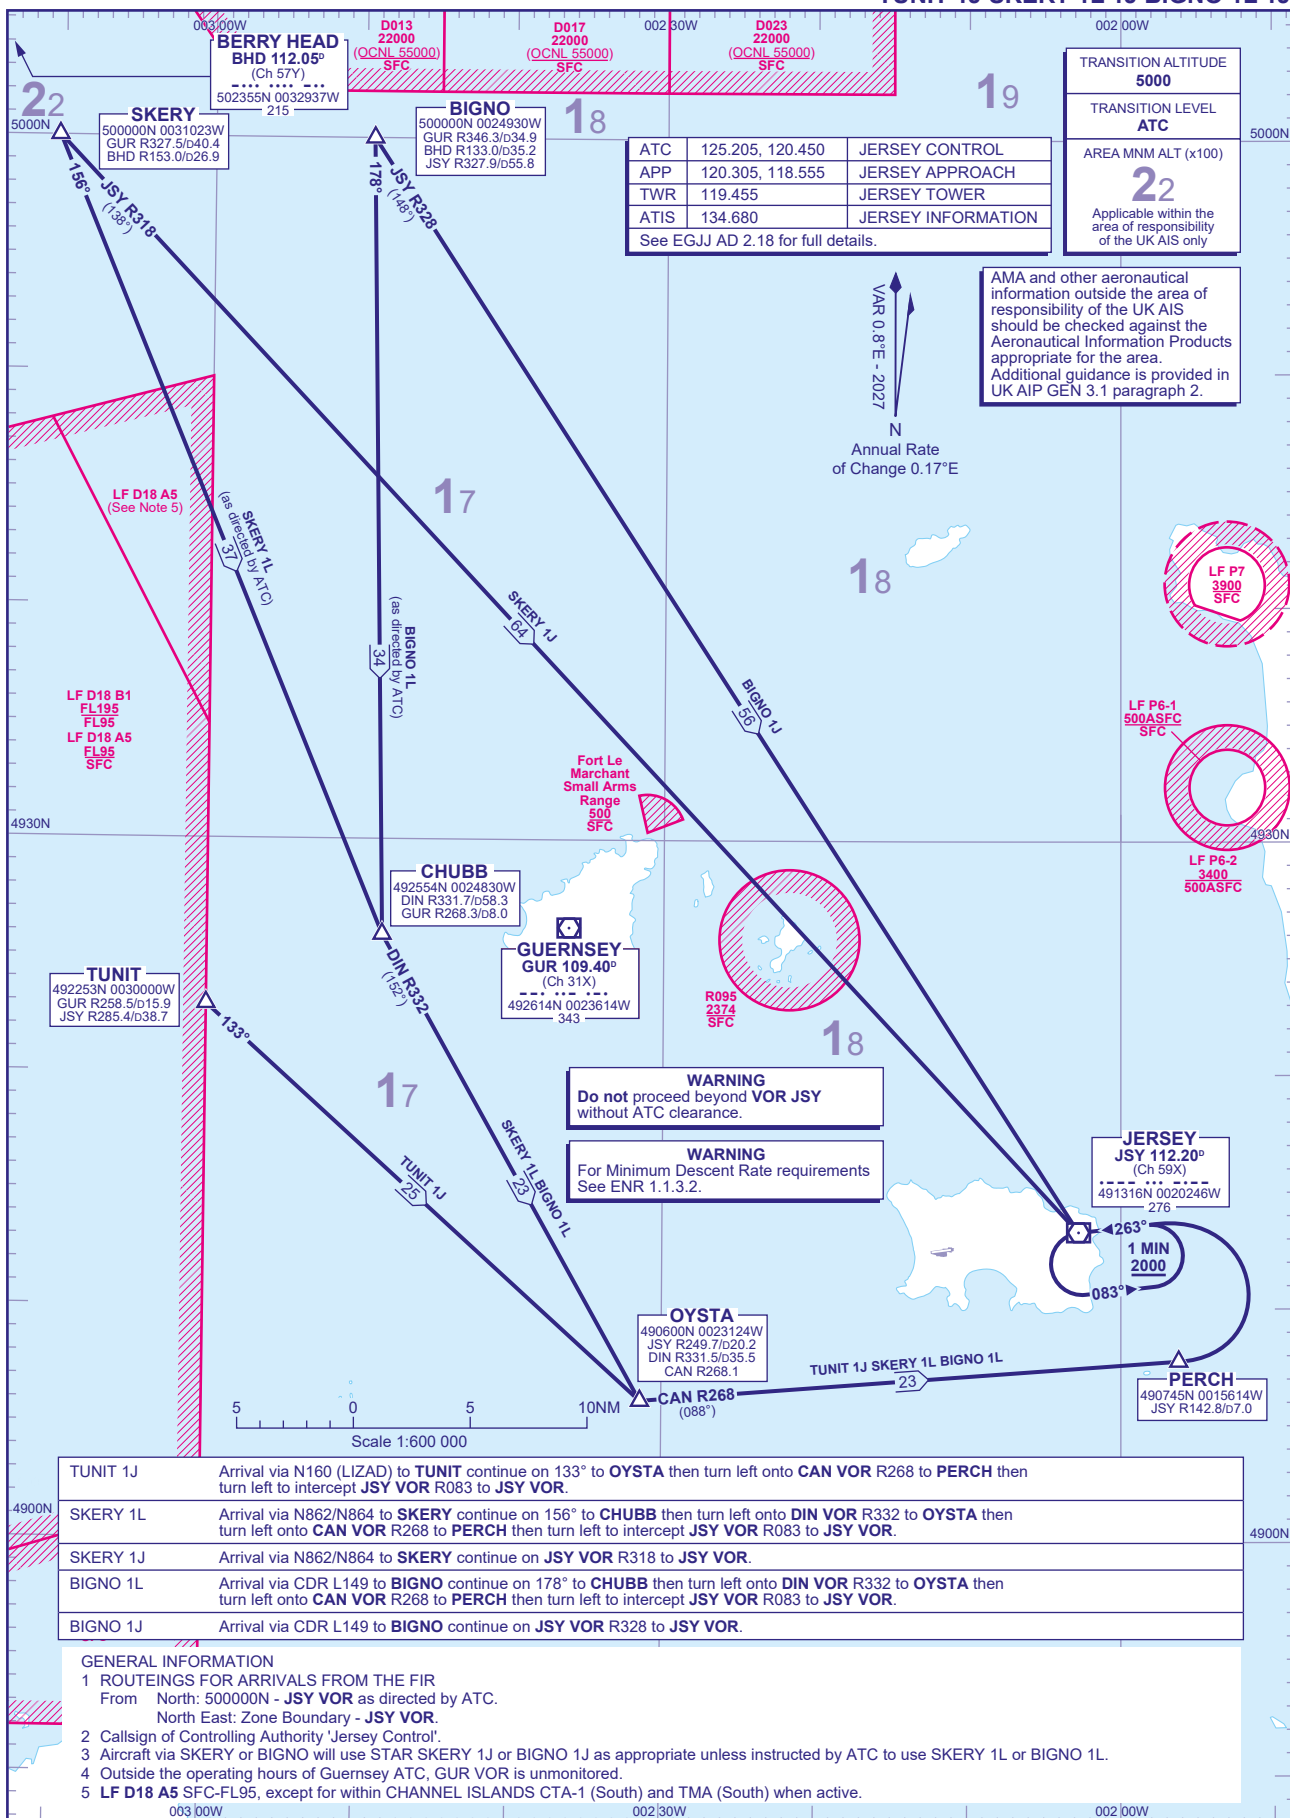 003 00W
002 30W
002 00W
BERRY HEAD
BHD 112.05D
(Ch 57Y)
-... .... -..
502355N 0032937W
215
D013
22000
(OCNL 55000)
SFC
D017
22000
(OCNL 55000)
SFC
D023
22000
(OCNL 55000)
SFC
22
18
19
5000N
5000N
SKERY
500000N 0031023W
GUR R327.5/D40.4
BHD R153.0/D26.9
BIGNO
500000N 0024930W
GUR R346.3/D34.9
BHD R133.0/D35.2
JSY R327.9/D55.8
TRANSITION ALTITUDE
5000
TRANSITION LEVEL
ATC
AREA MNM ALT (x100)
22
Applicable within the
area of responsibility
of the UK AIS only
ATC 125.205, 120.450 JERSEY CONTROL
APP 120.305, 118.555 JERSEY APPROACH
TWR 119.455 JERSEY TOWER
ATIS 134.680 JERSEY INFORMATION
See EGJJ AD 2.18 for full details.
156°
JSY R318
(138°)
178°
JSY R328
(148°)
AMA and other aeronautical
information outside the area of
responsibility of the UK AIS
should be checked against the
Aeronautical Information Products
appropriate for the area.
Additional guidance is provided in
UK AIP GEN 3.1 paragraph 2.
VAR 0.8°E - 2027
N
Annual Rate
of Change 0.17°E
LF D18 A5
(See Note 5)
SKERY 1L
(as directed by ATC)
37
17
18
LF P7
3900
SFC
SKERY 1J
64
BIGNO 1L
(as directed by ATC)
34
BIGNO 1J
56
LF D18 B1
FL195
FL95
LF D18 A5
FL95
SFC
LF P6-1
500ASFC
SFC
Fort Le
Marchant
Small Arms
Range
500
SFC
4930N
4930N
LF P6-2
3400
500ASFC
CHUBB
492554N 0024830W
DIN R331.7/D58.3
GUR R268.3/D8.0
GUERNSEY
GUR 109.40D
(Ch 31X)
--. ..- .-.
492614N 0023614W
343
DIN R332
(152°)
TUNIT
492253N 0030000W
GUR R258.5/D15.9
JSY R285.4/D38.7
133°
R095
2374
SFC
18
17
WARNING
Do not proceed beyond VOR JSY
without ATC clearance.
WARNING
For Minimum Descent Rate requirements
See ENR 1.1.3.2.
TUNIT 1J
25
SKERY 1L BIGNO 1L
23
JERSEY
JSY 112.20D
(Ch 59X)
.--- ... -.--
491316N 0020246W
276
263°
1 MIN
2000
083°
OYSTA
490600N 0023124W
JSY R249.7/D20.2
DIN R331.5/D35.5
CAN R268.1
CAN R268
(088°)
TUNIT 1J SKERY 1L BIGNO 1L
23
PERCH
490745N 0015614W
JSY R142.8/D7.0
5 0 5 10NM
Scale 1:600 000
TUNIT 1J Arrival via N160 (LIZAD) to TUNIT continue on 133° to OYSTA then turn left onto CAN VOR R268 to PERCH then
turn left to intercept JSY VOR R083 to JSY VOR.
4900N
4900N
SKERY 1L Arrival via N862/N864 to SKERY continue on 156° to CHUBB then turn left onto DIN VOR R332 to OYSTA then
turn left onto CAN VOR R268 to PERCH then turn left to intercept JSY VOR R083 to JSY VOR.
SKERY 1J Arrival via N862/N864 to SKERY continue on JSY VOR R318 to JSY VOR.
BIGNO 1L Arrival via CDR L149 to BIGNO continue on 178° to CHUBB then turn left onto DIN VOR R332 to OYSTA then
turn left onto CAN VOR R268 to PERCH then turn left to intercept JSY VOR R083 to JSY VOR.
BIGNO 1J Arrival via CDR L149 to BIGNO continue on JSY VOR R328 to JSY VOR.
GENERAL INFORMATION
1 ROUTEINGS FOR ARRIVALS FROM THE FIR
From North: 500000N - JSY VOR as directed by ATC.
North East: Zone Boundary - JSY VOR.
2 Callsign of Controlling Authority 'Jersey Control'.
3 Aircraft via SKERY or BIGNO will use STAR SKERY 1J or BIGNO 1J as appropriate unless instructed by ATC to use SKERY 1L or BIGNO 1L.
4 Outside the operating hours of Guernsey ATC, GUR VOR is unmonitored.
5 LF D18 A5 SFC-FL95, except for within CHANNEL ISLANDS CTA-1 (South) and TMA (South) when active.
003 00W
002 30W
002 00W